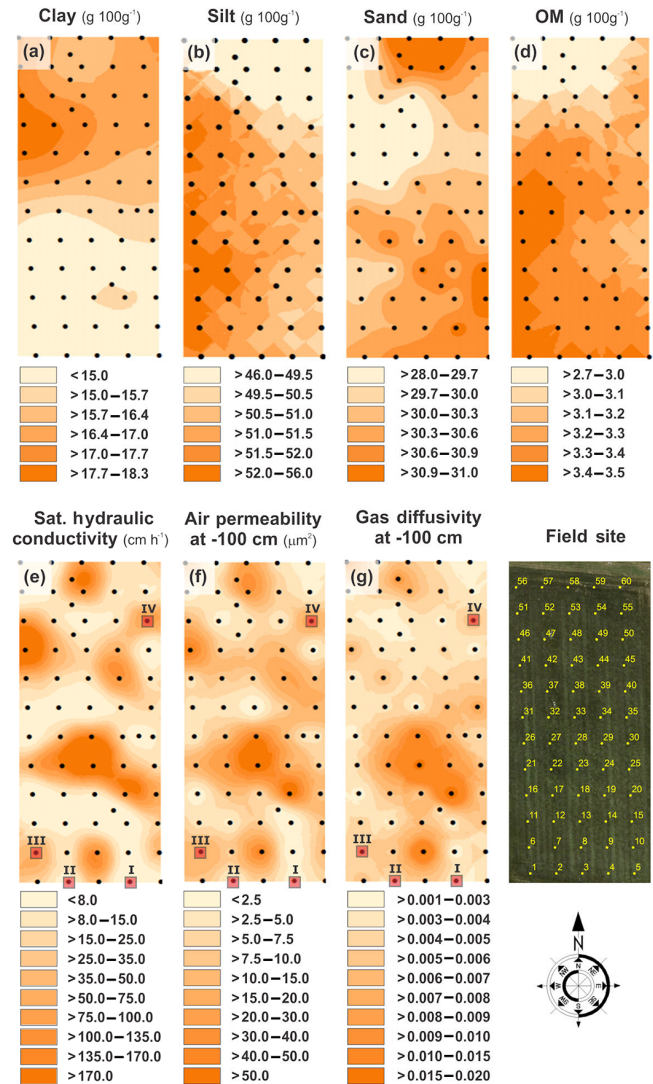 Clay (g 100g-1) Silt (g 100g-1) Sand (g 100g-1) OM (g 100g-1)
(a) (b) (c) (d)
<15.0 >46.0–49.5 >28.0–29.7 >2.7–3.0
>15.0–15.7 >49.5–50.5 >29.7–30.0 >3.0–3.1
>15.7–16.4 >50.5–51.0 >30.0–30.3 >3.1–3.2
>16.4–17.0 >51.0–51.5 >30.3–30.6 >3.2–3.3
>17.0–17.7 >51.5–52.0 >30.6–30.9 >3.3–3.4
>17.7–18.3 >52.0–56.0 >30.9–31.0 >3.4–3.5
Sat. hydraulic Air permeability Gas diffusivity
conductivity (cm h-1) at -100 cm (μm2) at -100 cm Field site
(e) (f) (g)
IV IV IV
III III III
II I II I II I
56 57 58 59 60
51 52 53 54 55
46 47 48 49 50
41 42 43 44 45
36 37 38 39 40
31 32 33 34 35
26 27 28 29 30
21 22 23 24 25
16 17 18 19 20
11 12 13 14 15
6 7 8 9 10
1 2 3 4 5
<8.0 <2.5 >0.001–0.003
>8.0–15.0 >2.5–5.0 >0.003–0.004
>15.0–25.0 >5.0–7.5 >0.004–0.005
>25.0–35.0 >7.5–10.0 >0.005–0.006
>35.0–50.0 >10.0–15.0 >0.006–0.007
>50.0–75.0 >15.0–20.0 >0.007–0.008
>75.0–100.0 >20.0–30.0 >0.008–0.009
>100.0–135.0 >30.0–40.0 >0.009–0.010
>135.0–170.0 >40.0–50.0 >0.010–0.015
>170.0 >50.0 >0.015–0.020
N
N
NW NE
W E
SW SE
S